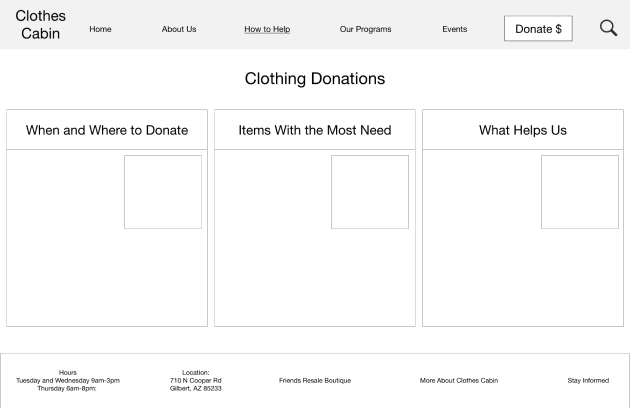 Clothes
Cabin
Home
About Us
How to Help
Our Programs
Events
Donate $
Clothing Donations
When and Where to Donate
Items With the Most Need
What Helps Us
Hours
Tuesday and Wednesday 9am-3pm
Thursday 6am-8pm:
Location:
710 N Cooper Rd
Gilbert, AZ 85233
Friends Resale Boutique
More About Clothes Cabin
Stay Informed